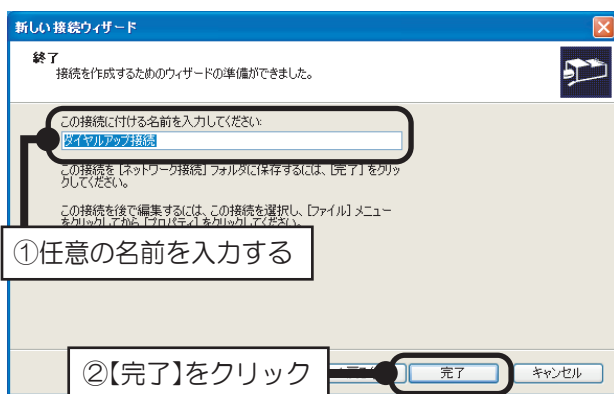 新しい接続ウィザード
終了
接続を作成するためのウィザードの準備ができました。
この接続に付ける名前を入力してください:
ダイヤルアップ接続
この接続を [ネットワーク接続] フォルダに保存するには、[完了] をクリッ
クしてください。
この接続を後で編集するには、この接続を選択し、[ファイル] メニュー
をクリックしてから [プロパティ] をクリックしてください。
①任意の名前を入力する
②【完了】をクリック
完了
キャンセル